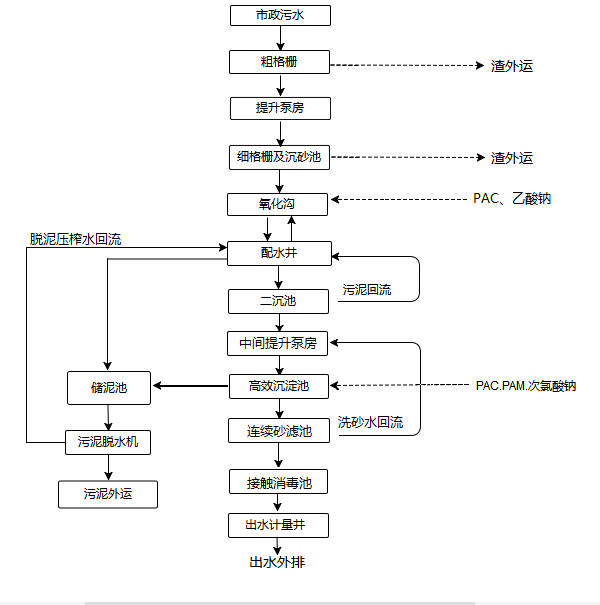 市政污水
粗格栅
渣外运
提升泵房
细格栅及沉砂池
渣外运
氧化沟
PAC、乙酸钠
脱泥压榨水回流
配水井
污泥回流
二沉池
中间提升泵房
储泥池
高效沉淀池
PAC.PAM.次氯酸钠
洗砂水回流
连续砂滤池
污泥脱水机
接触消毒池
污泥外运
出水计量井
出水外排